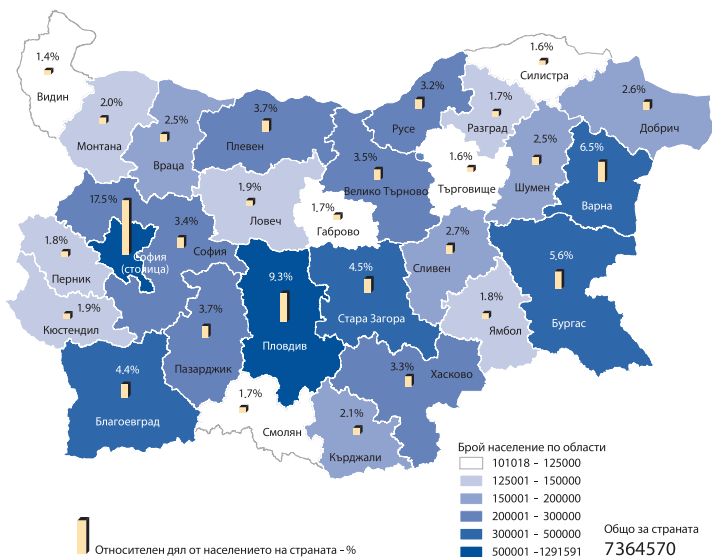 1.4%
Видин
1.6%
Силистра
2.0%
Монтана
2.5%
Враца
3.7%
Плевен
3.2%
Русе
1.7%
Разград
2.6%
Добрич
3.5%
Велико Търново
1.6%
Търговище
2.5%
Шумен
6.5%
Варна
17.5%
София
(столица)
3.4%
София
1.9%
Ловеч
1.7%
Габрово
1.8%
Перник
1.9%
Кюстендил
3.7%
Пазарджик
9,3%
Пловдив
4.5%
Стара Загора
2.7%
Сливен
1.8%
Ямбол
5,6%
Бургас
4.4%
Благоевград
1.7%
Смолян
3.3%
Хасково
2.1%
Кърджали
Брой население по области
101018 - 125000
125001 - 150000
150001 - 200000
200001 - 300000
300001 - 500000
500001 -1291591
Общо за страната
7364570
Относителен дял от населението на страната - %